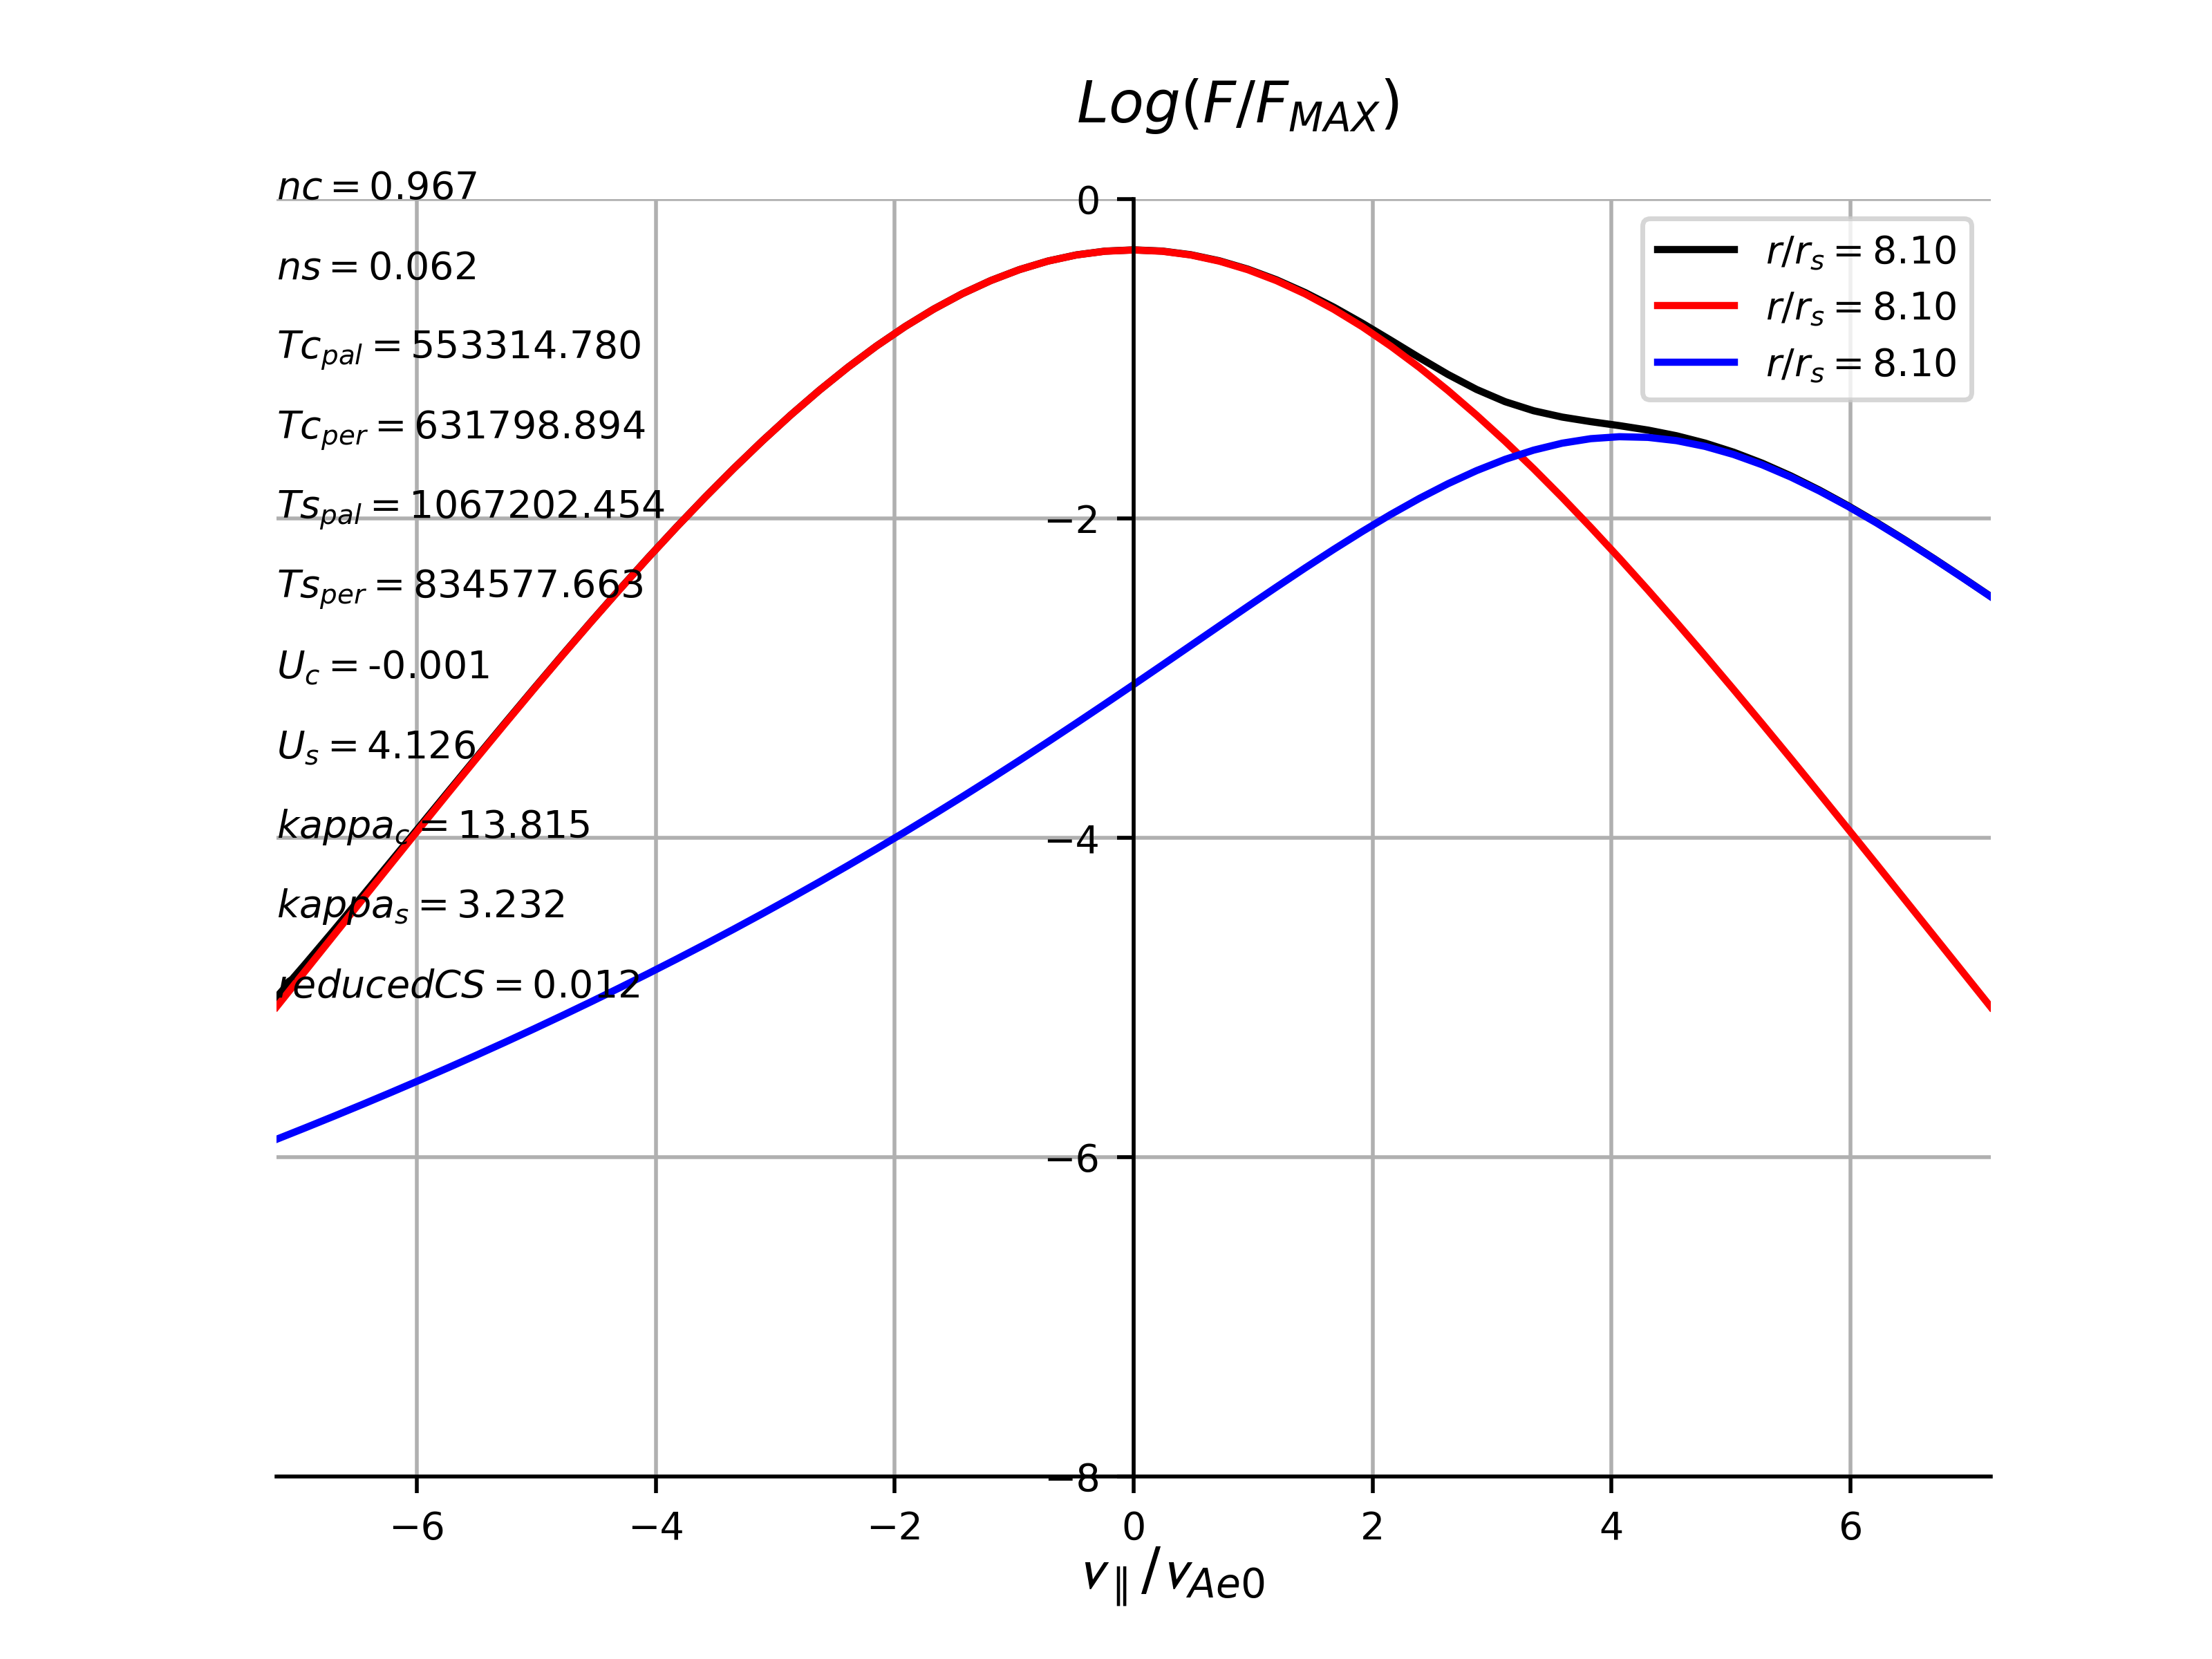 Log(F/F_MAX)
nc = 0.967
ns = 0.062
Tc_pal = 553314.780
Tc_per = 631798.894
Ts_pal = 1067202.454
Ts_per = 834577.663
U_c = -0.001
U_s = 4.126
kappa_c = 13.815
kappa_s = 3.232
reducedCS = 0.012
0
−2
−4
−6
−8
r/r_s = 8.10
r/r_s = 8.10
r/r_s = 8.10
−6 −4 −2 0 2 4 6
v_∥/v_Ae0